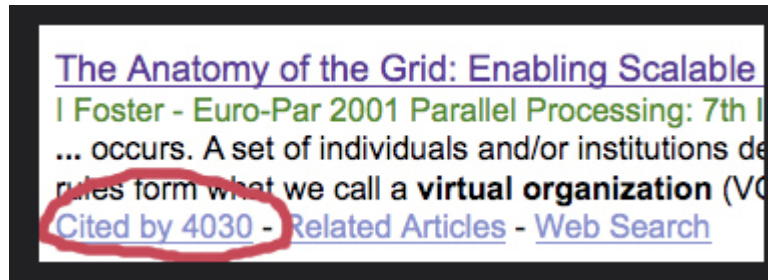 The Anatomy of the Grid: Enabling Scalable
I Foster - Euro-Par 2001 Parallel Processing: 7th I
... occurs. A set of individuals and/or institutions de
rules form what we call a virtual organization (VO
Cited by 4030 - Related Articles - Web Search